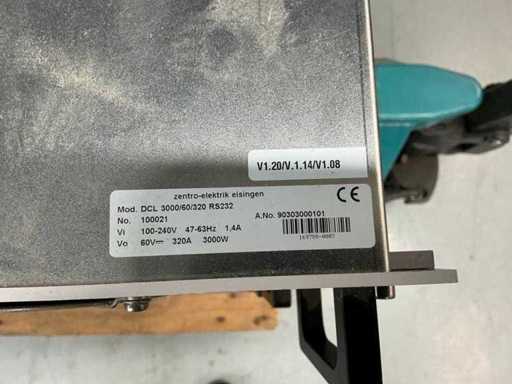 V1.20/V.1.14/V1.08
zentro-elektrik eisingen
Mod. DCL 3000/60/320 RS232
No. 100021 A.No. 90303000101
Vi 100-240V 47-63Hz 1,4A
Vo 60V⎓ 320A 3000W
CE